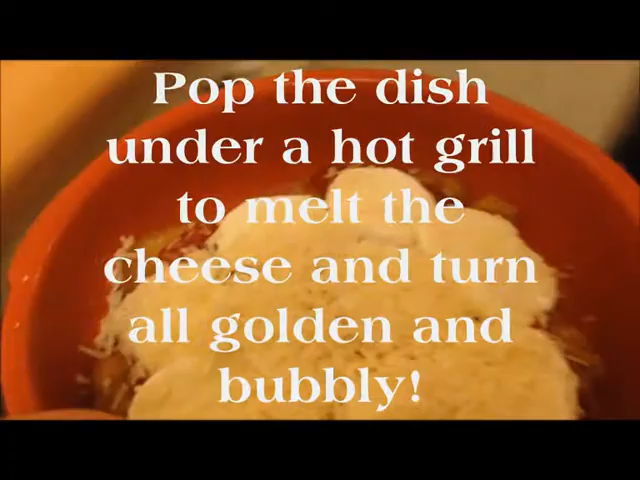 Pop the dish
under a hot grill
to melt the
cheese and turn
all golden and
bubbly!